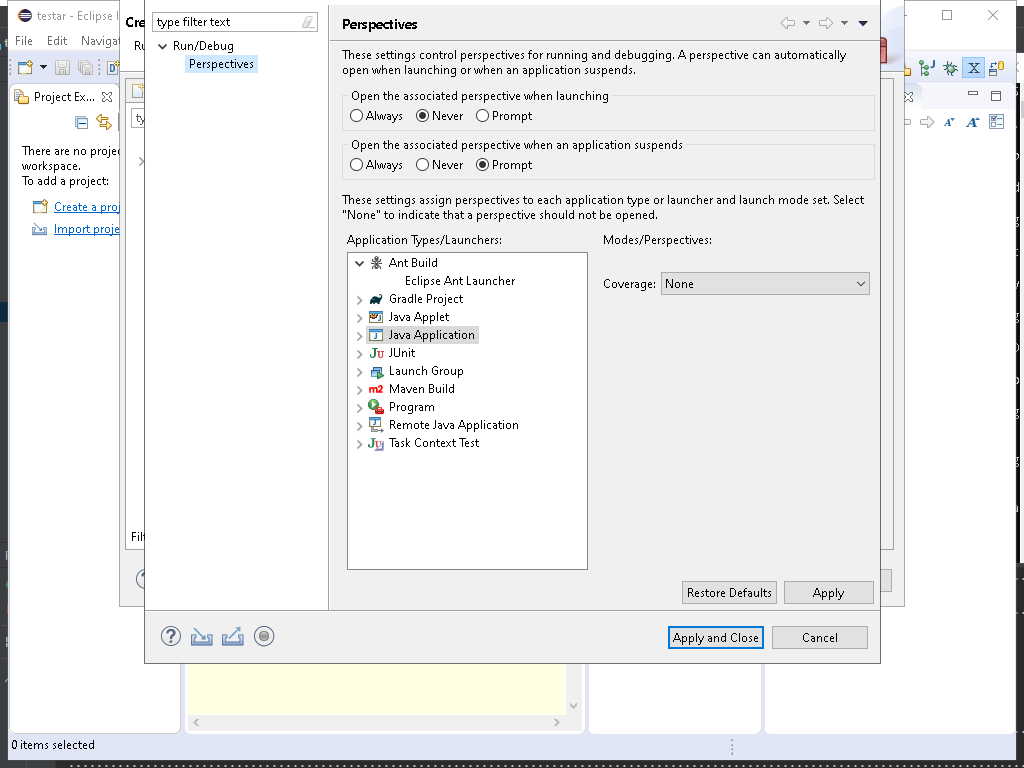 testar - Eclipse I
File Edit Navigat
Project Ex...
There are no projec
workspace.
To add a project:
Create a proj
Import proje
Cre
Ru
ty
Filt
type filter text
Run/Debug
Perspectives
Perspectives
These settings control perspectives for running and debugging. A perspective can automatically
open when launching or when an application suspends.
Open the associated perspective when launching
Always Never Prompt
Open the associated perspective when an application suspends
Always Never Prompt
These settings assign perspectives to each application type or launcher and launch mode set. Select
"None" to indicate that a perspective should not be opened.
Application Types/Launchers:
Modes/Perspectives:
Ant Build
Eclipse Ant Launcher
Gradle Project
Java Applet
Java Application
JUnit
Launch Group
Maven Build
Program
Remote Java Application
Task Context Test
Coverage: None
Restore Defaults Apply
Apply and Close Cancel
0 items selected